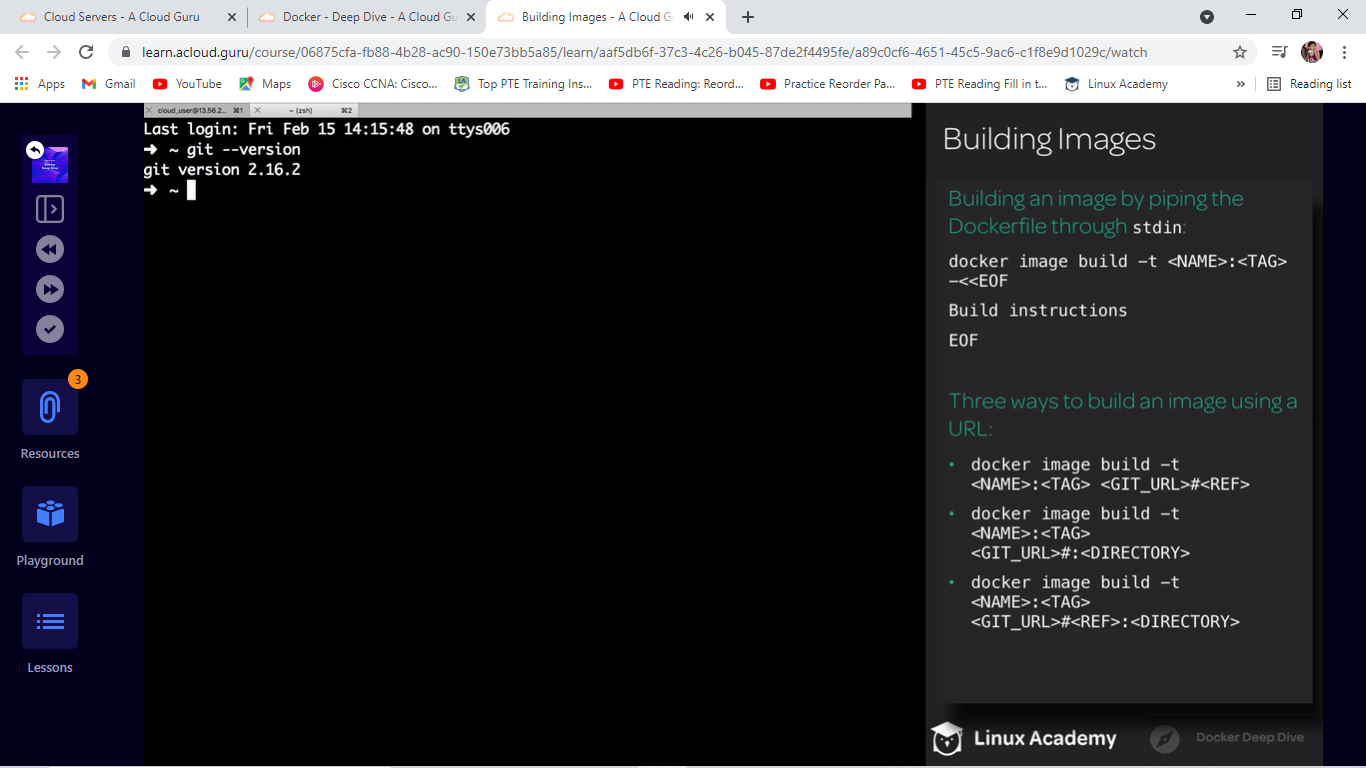 Cloud Servers - A Cloud Guru
Docker - Deep Dive - A Cloud Gu
Building Images - A Cloud G
learn.acloud.guru/course/06875cfa-fb88-4b28-ac90-150e73bb5a85/learn/aaf5db6f-37c3-4c26-b045-87de2f4495fe/a89c0cf6-4651-45c5-9ac6-c1f8e9d1029c/watch
Apps
Gmail
YouTube
Maps
Cisco CCNA: Cisco...
Top PTE Training Ins...
PTE Reading: Reord...
Practice Reorder Pa...
PTE Reading Fill in t...
Linux Academy
»
Reading list
cloud_user@13.56.2... ⌘1
~ (zsh) ⌘2
Last login: Fri Feb 15 14:15:48 on ttys006
➜ ~ git --version
git version 2.16.2
➜ ~
Docker
Deep Dive
3
Resources
Playground
Lessons
Building Images
Building an image by piping the
Dockerfile through stdin:
docker image build -t <NAME>:<TAG>
-<<EOF
Build instructions
EOF
Three ways to build an image using a
URL:
• docker image build -t
<NAME>:<TAG> <GIT_URL>#<REF>
• docker image build -t
<NAME>:<TAG>
<GIT_URL>#:<DIRECTORY>
• docker image build -t
<NAME>:<TAG>
<GIT_URL>#<REF>:<DIRECTORY>
Linux Academy
Docker Deep Dive